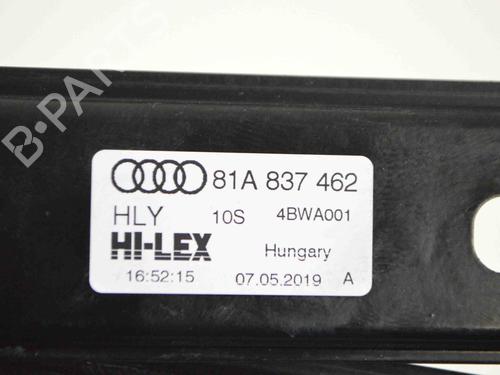 B-PARTS
81A 837 462
HLY 10S 4BWA001
HI-LEX Hungary
16:52:15 07.05.2019 A